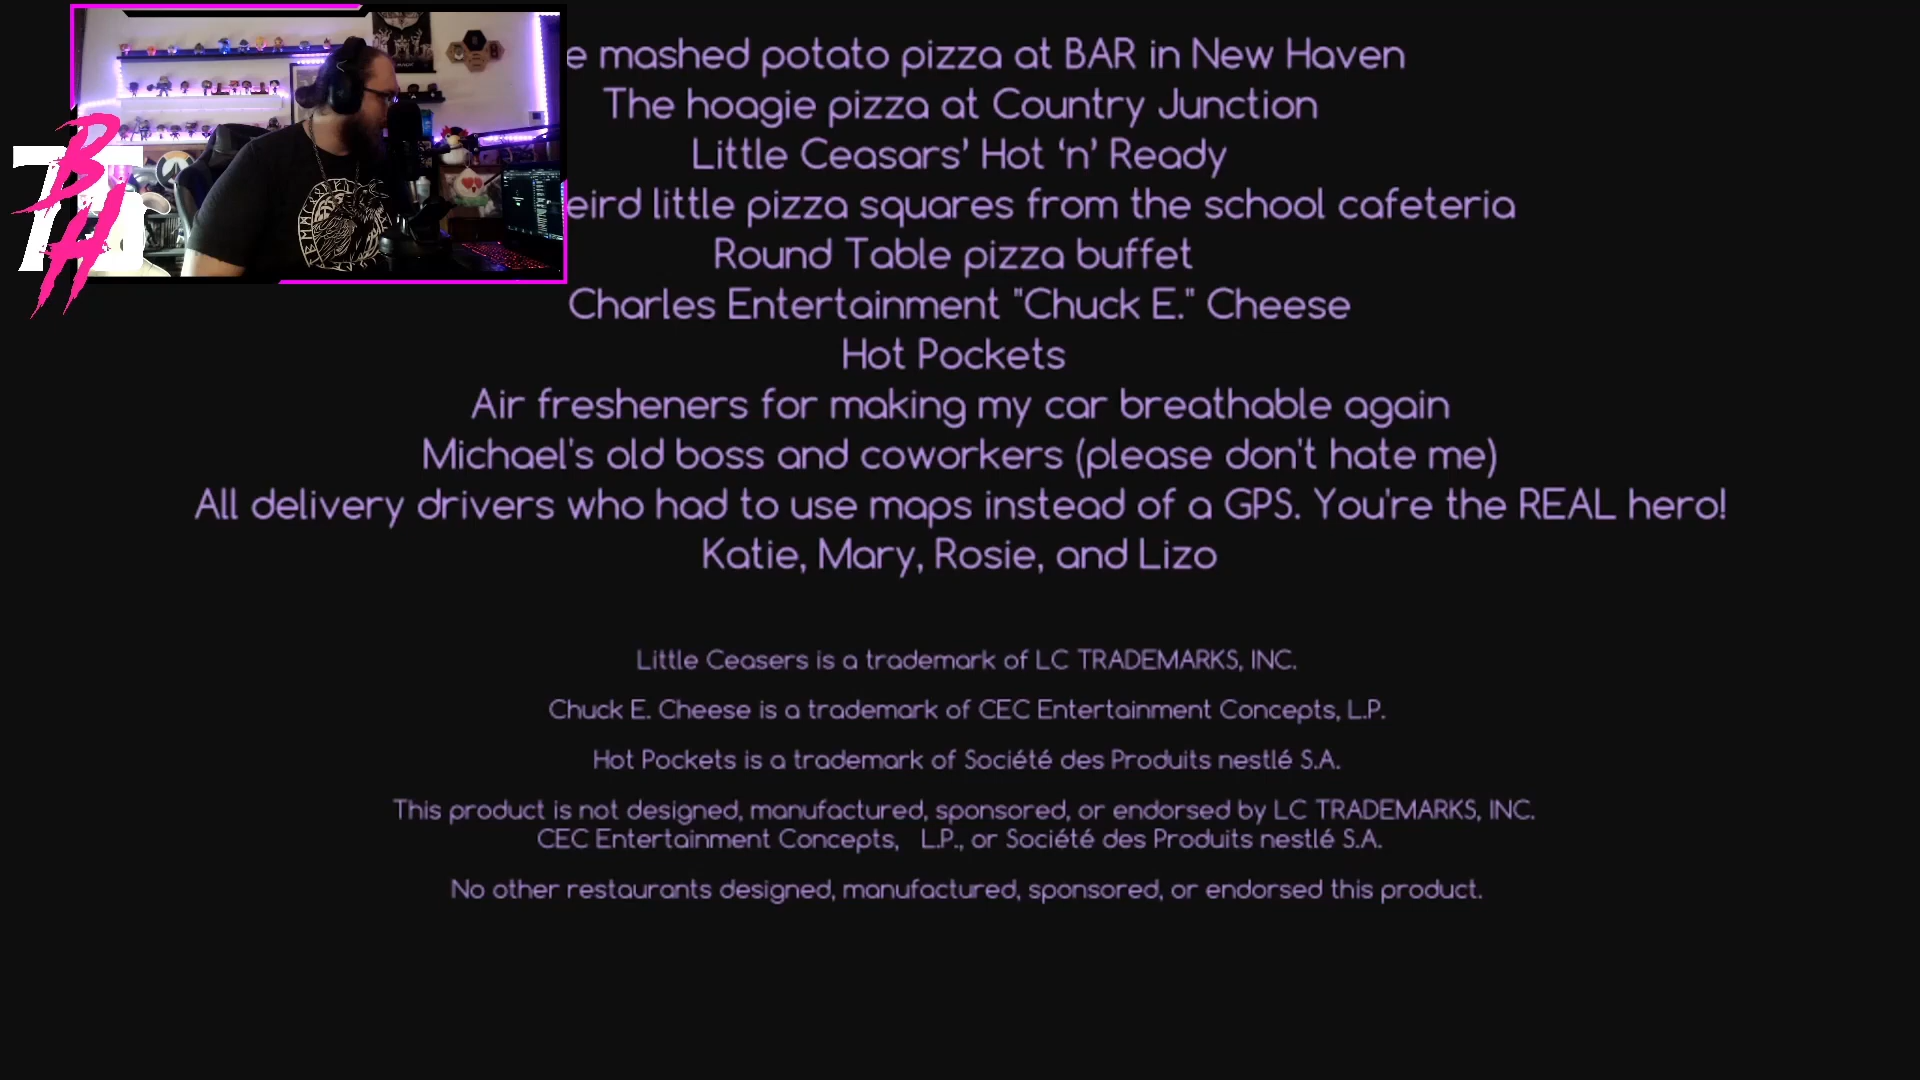 e mashed potato pizza at BAR in New Haven
The hoagie pizza at Country Junction
Little Ceasars’ Hot ‘n’ Ready
eird little pizza squares from the school cafeteria
Round Table pizza buffet
Charles Entertainment "Chuck E." Cheese
Hot Pockets
Air fresheners for making my car breathable again
Michael's old boss and coworkers (please don't hate me)
All delivery drivers who had to use maps instead of a GPS. You're the REAL hero!
Katie, Mary, Rosie, and Lizo
Little Ceasers is a trademark of LC TRADEMARKS, INC.
Chuck E. Cheese is a trademark of CEC Entertainment Concepts, L.P.
Hot Pockets is a trademark of Société des Produits nestlé S.A.
This product is not designed, manufactured, sponsored, or endorsed by LC TRADEMARKS, INC.
CEC Entertainment Concepts, L.P., or Société des Produits nestlé S.A.
No other restaurants designed, manufactured, sponsored, or endorsed this product.